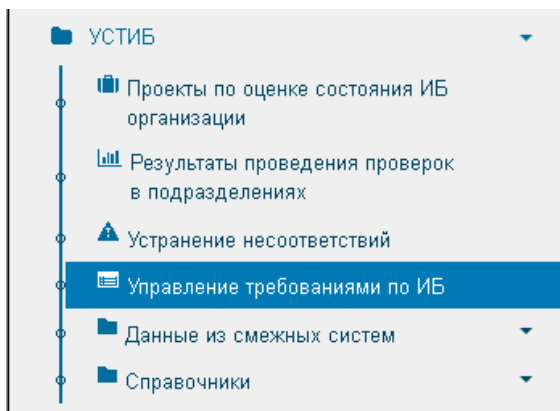 УСТИБ
Проекты по оценке состояния ИБ
организации
Результаты проведения проверок
в подразделениях
Устранение несоответствий
Управление требованиями по ИБ
Данные из смежных систем
Справочники